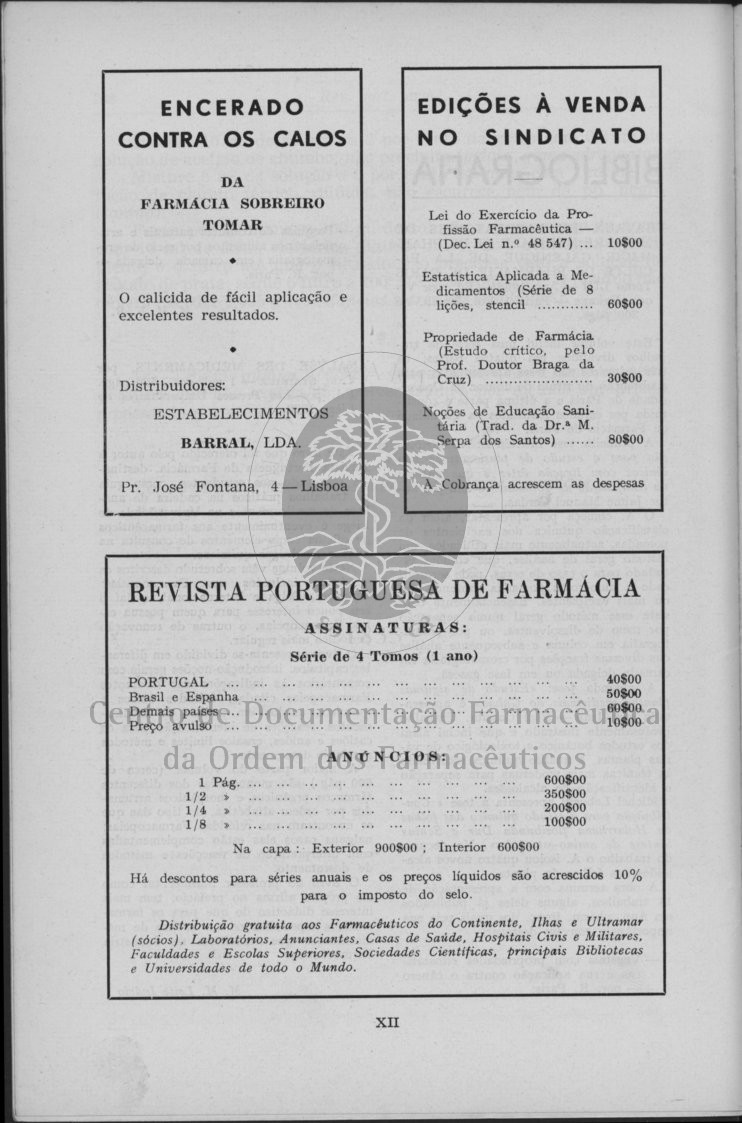 ENCERADO
CONTRA OS CALOS
DA
FARMÁCIA SOBREIRO
TOMAR
O calicida de fácil aplicação e
excelentes resultados.
Distribuidores:
ESTABELECIMENTOS
BARRAL, LDA.
Pr. José Fontana, 4 — Lisboa
EDIÇÕES À VENDA
NO SINDICATO
Lei do Exercício da Pro-
fissão Farmacêutica —
(Dec. Lei n.º 48 547) ... 10$00
Estatística Aplicada a Me-
dicamentos (Série de 8
lições, stencil ............ 60$00
Propriedade de Farmácia
(Estudo crítico, pelo
Prof. Doutor Braga da
Cruz) ....................... 30$00
Noções de Educação Sani-
tária (Trad. da Dr.ª M.
Serpa dos Santos) ...... 80$00
À Cobrança acrescem as despesas
REVISTA PORTUGUESA DE FARMÁCIA
ASSINATURAS:
Série de 4 Tomos (1 ano)
PORTUGAL ... 40$00
Brasil e Espanha ... 50$00
Demais países ... 60$00
Preço avulso ... 10$00
Centro de Documentação Farmacêutica
da Ordem dos Farmacêuticos
ANÚNCIOS:
1 Pág. ... 600$00
1/2 » ... 350$00
1/4 » ... 200$00
1/8 » ... 100$00
Na capa : Exterior 900$00 ; Interior 600$00
Há descontos para séries anuais e os preços líquidos são acrescidos 10%
para o imposto do selo.
Distribuição gratuita aos Farmacêuticos do Continente, Ilhas e Ultramar
(sócios), Laboratórios, Anunciantes, Casas de Saúde, Hospitais Civis e Militares,
Faculdades e Escolas Superiores, Sociedades Científicas, principais Bibliotecas
e Universidades de todo o Mundo.
XII